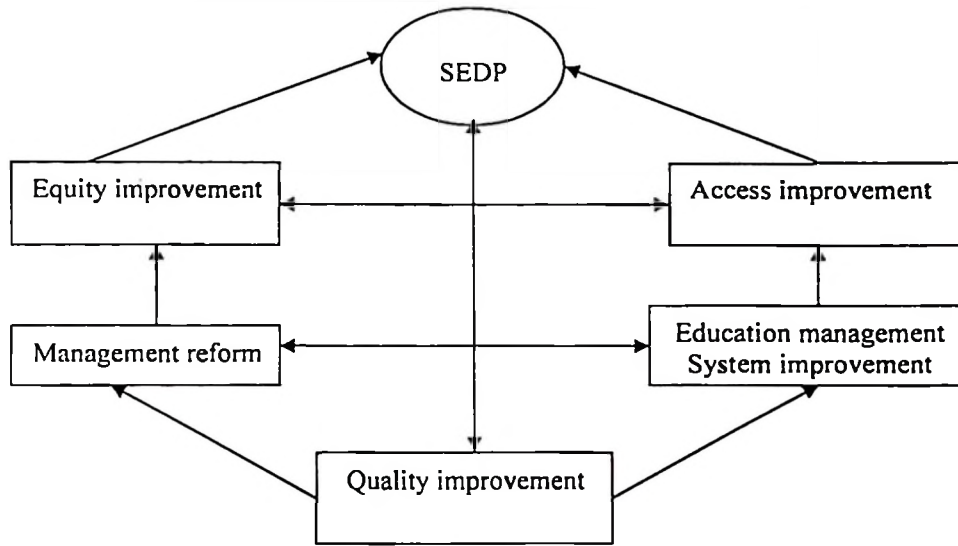 SEDP
Equity improvement
Access improvement
Management reform
Education management
System improvement
Quality improvement